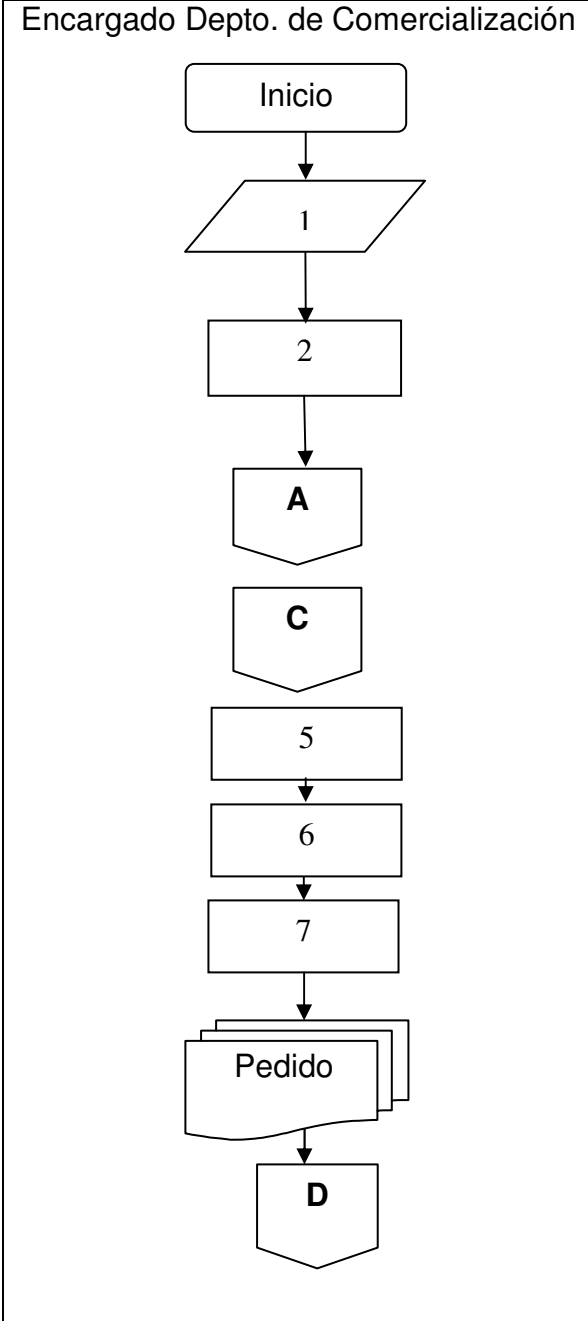 Encargado Depto. de Comercialización
Inicio
1
2
A
C
5
6
7
Pedido
D